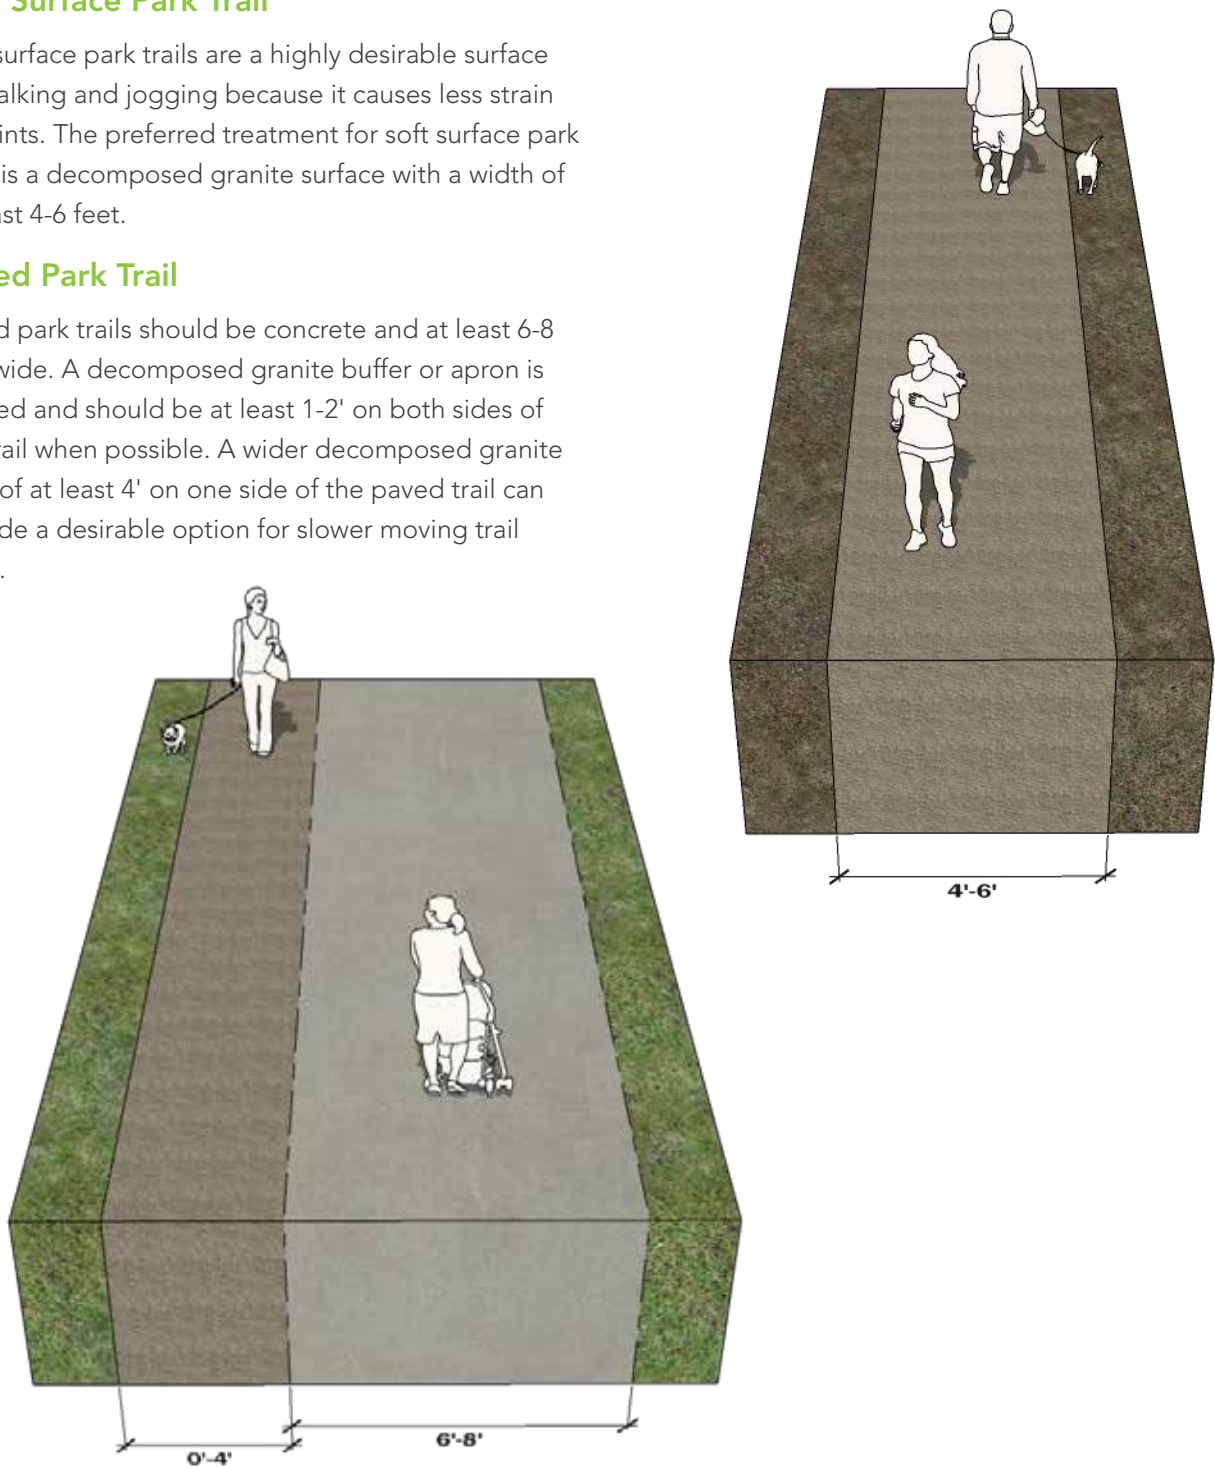 Surface Park Trail
surface park trails are a highly desirable surface
alking and jogging because it causes less strain
ints. The preferred treatment for soft surface park
is a decomposed granite surface with a width of
ast 4-6 feet.
ed Park Trail
d park trails should be concrete and at least 6-8
wide. A decomposed granite buffer or apron is
ed and should be at least 1-2' on both sides of
rail when possible. A wider decomposed granite
of at least 4' on one side of the paved trail can
de a desirable option for slower moving trail
.
4'-6'
6'-8'
0'-4'